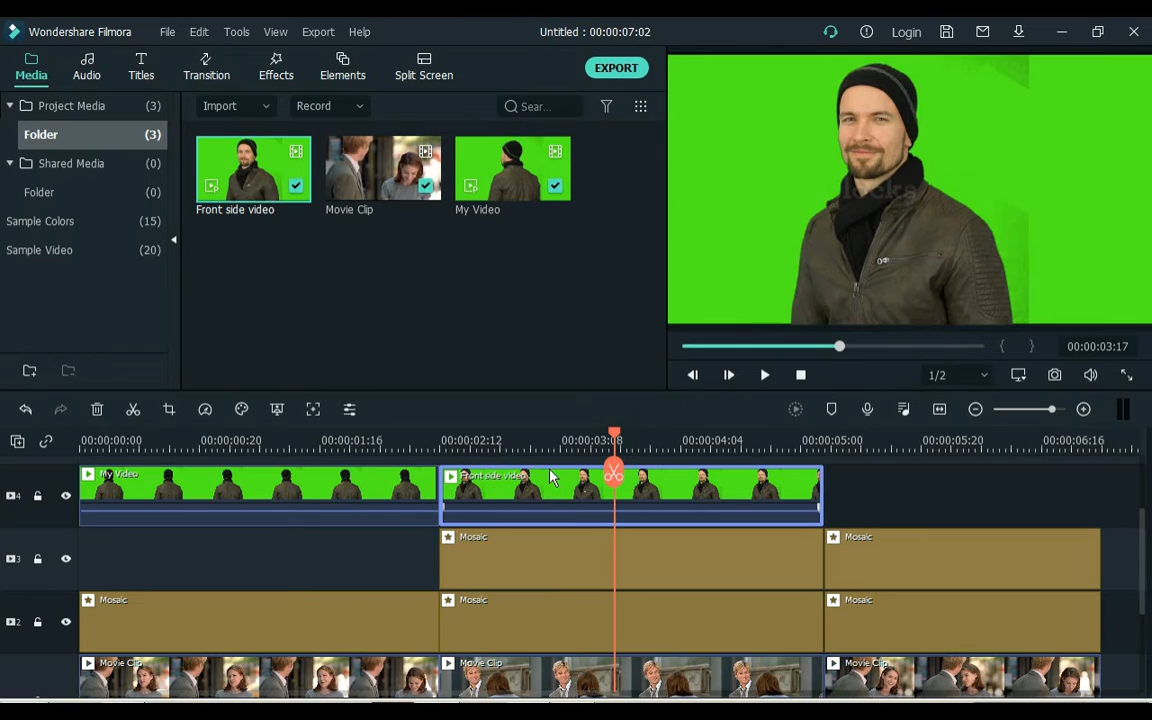 Wondershare Filmora
File Edit Tools View Export Help
Untitled : 00:00:07:02
Login
Media Audio Titles Transition Effects Elements Split Screen
EXPORT
Project Media (3)
Folder (3)
Shared Media (0)
Folder (0)
Sample Colors (15)
Sample Video (20)
Import Record Sear...
Front side video Movie Clip My Video
00:00:03:17
1/2
00:00:00:00 00:00:00:20 00:00:01:16 00:00:02:12 00:00:03:08 00:00:04:04 00:00:05:00 00:00:05:20 00:00:06:16
4 My Video Front side video
3 Mosaic Mosaic
2 Mosaic Mosaic Mosaic
Movie Clip Movie Clip Movie Clip